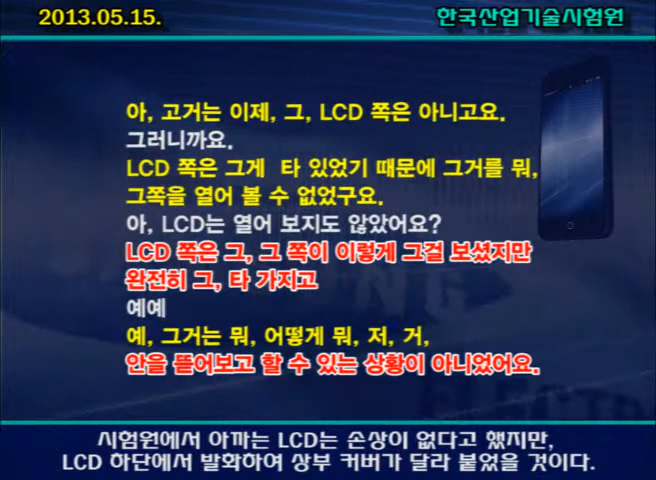 2013.05.15.
한국산업기술시험원
아, 고거는 이제, 그, LCD 쪽은 아니고요.
그러니까요.
LCD 쪽은 그게 타 있었기 때문에 그거를 뭐,
그쪽을 열어 볼 수 없었구요.
아, LCD는 열어 보지도 않았어요?
LCD 쪽은 그, 그 쪽이 이렇게 그걸 보셨지만
완전히 그, 타 가지고
예예
예, 그거는 뭐, 어떻게 뭐, 저, 거,
안을 뜯어보고 할 수 있는 상황이 아니었어요.
시험원에서 아까는 LCD는 손상이 없다고 했지만,
LCD 하단에서 발화하여 상부 커버가 달라 붙었을 것이다.